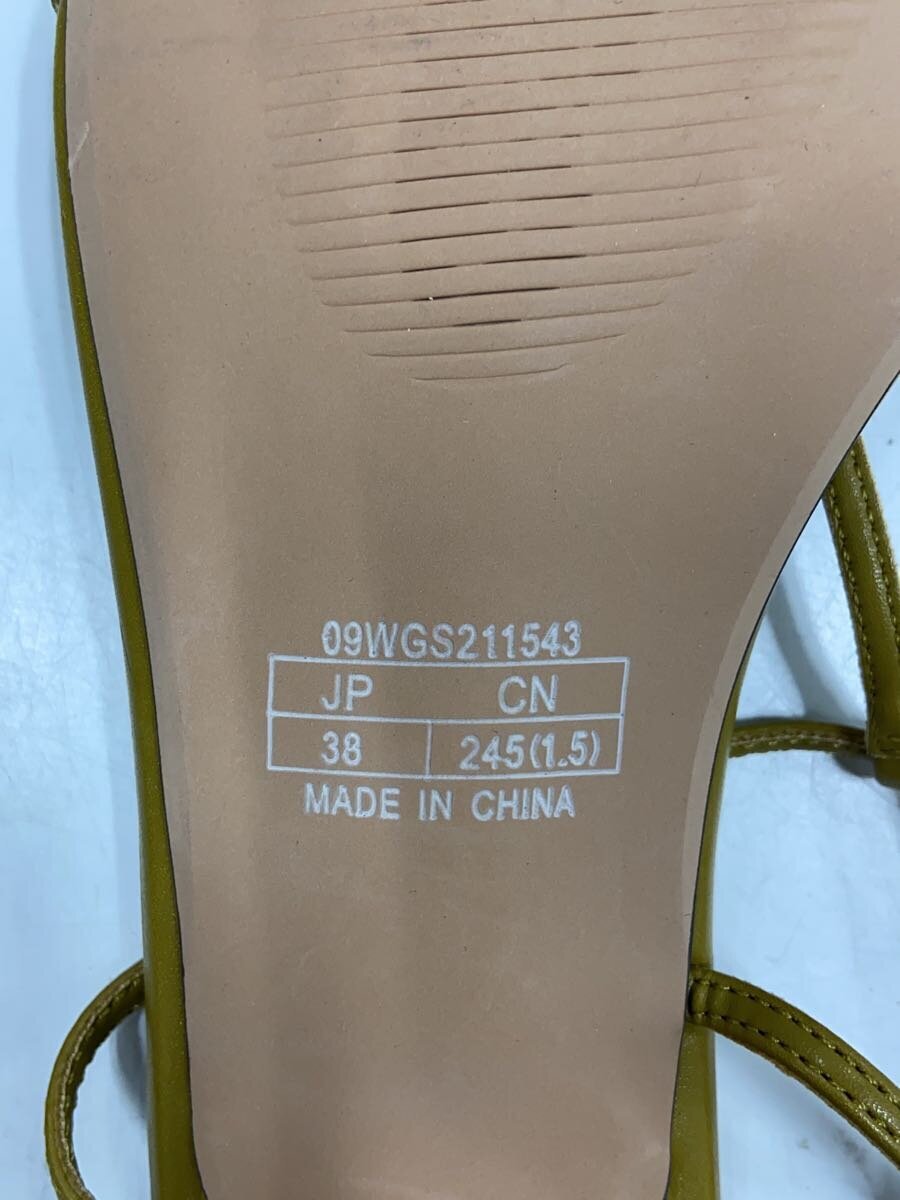 09WGS211543
JP CN
38 245(1.5)
MADE IN CHINA